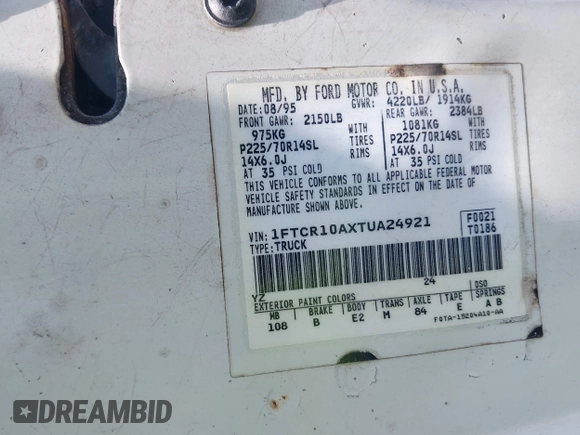 MFD. BY FORD MOTOR CO. IN U.S.A.
DATE: 08/95 GVWR: 4220LB/ 1914KG
FRONT GAWR: 2150LB REAR GAWR: 2384LB
975KG WITH 1081KG WITH
P225/70R14SL TIRES P225/70R14SL TIRES
14X6.0J RIMS 14X6.0J RIMS
AT 35 PSI COLD AT 35 PSI COLD
THIS VEHICLE CONFORMS TO ALL APPLICABLE FEDERAL MOTOR
VEHICLE SAFETY STANDARDS IN EFFECT ON THE DATE OF
MANUFACTURE SHOWN ABOVE.
VIN: 1FTCR10AXTUA24921 F0021
TYPE: TRUCK T0186
YZ 24 DSO
EXTERIOR PAINT COLORS
WB BRAKE BODY TRANS AXLE TAPE SPRINGS
108 B E2 M 84 E A B
F0TA-15204A10-AA
DREAMBID